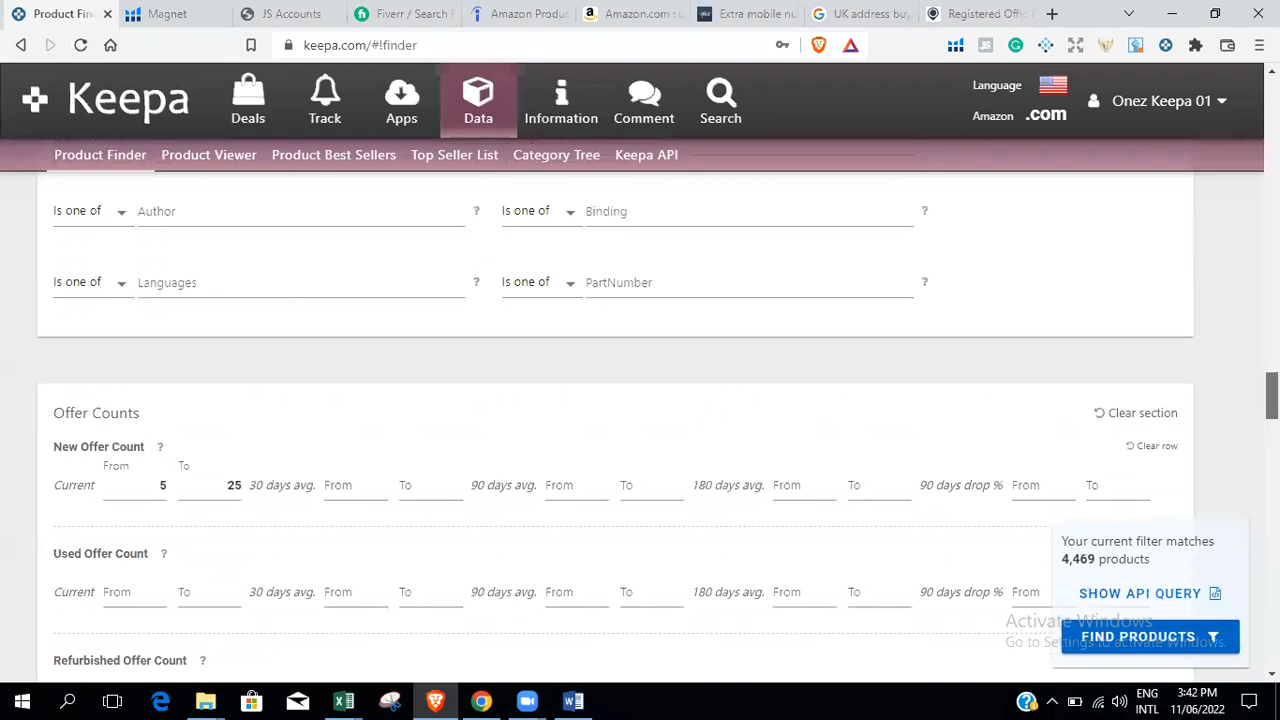 Product Fin
Magnet
JS Accounts
Fiverr / Search F
Amazon Produ
Amazon.com : u
Extra mobile nu
UK address buy
Registered Offi
keepa.com/#!finder
Keepa
Deals
Track
Apps
Data
Information
Comment
Search
Language
Amazon .com
Onez Keepa 01
Product Finder Product Viewer Product Best Sellers Top Seller List Category Tree Keepa API
Is one of Author ? Is one of Binding ?
Is one of Languages ? Is one of PartNumber ?
Offer Counts Clear section
New Offer Count ? Clear row
From To
Current 5 25 30 days avg. From To 90 days avg. From To 180 days avg. From To 90 days drop % From To
Your current filter matches
4,469 products
Used Offer Count ?
Current From To 30 days avg. From To 90 days avg. From To 180 days avg. From To 90 days drop % From
SHOW API QUERY
Activate Windows
Go to Settings to activate Windows.
FIND PRODUCTS
Refurbished Offer Count ?
ENG
INTL
3:42 PM
11/06/2022